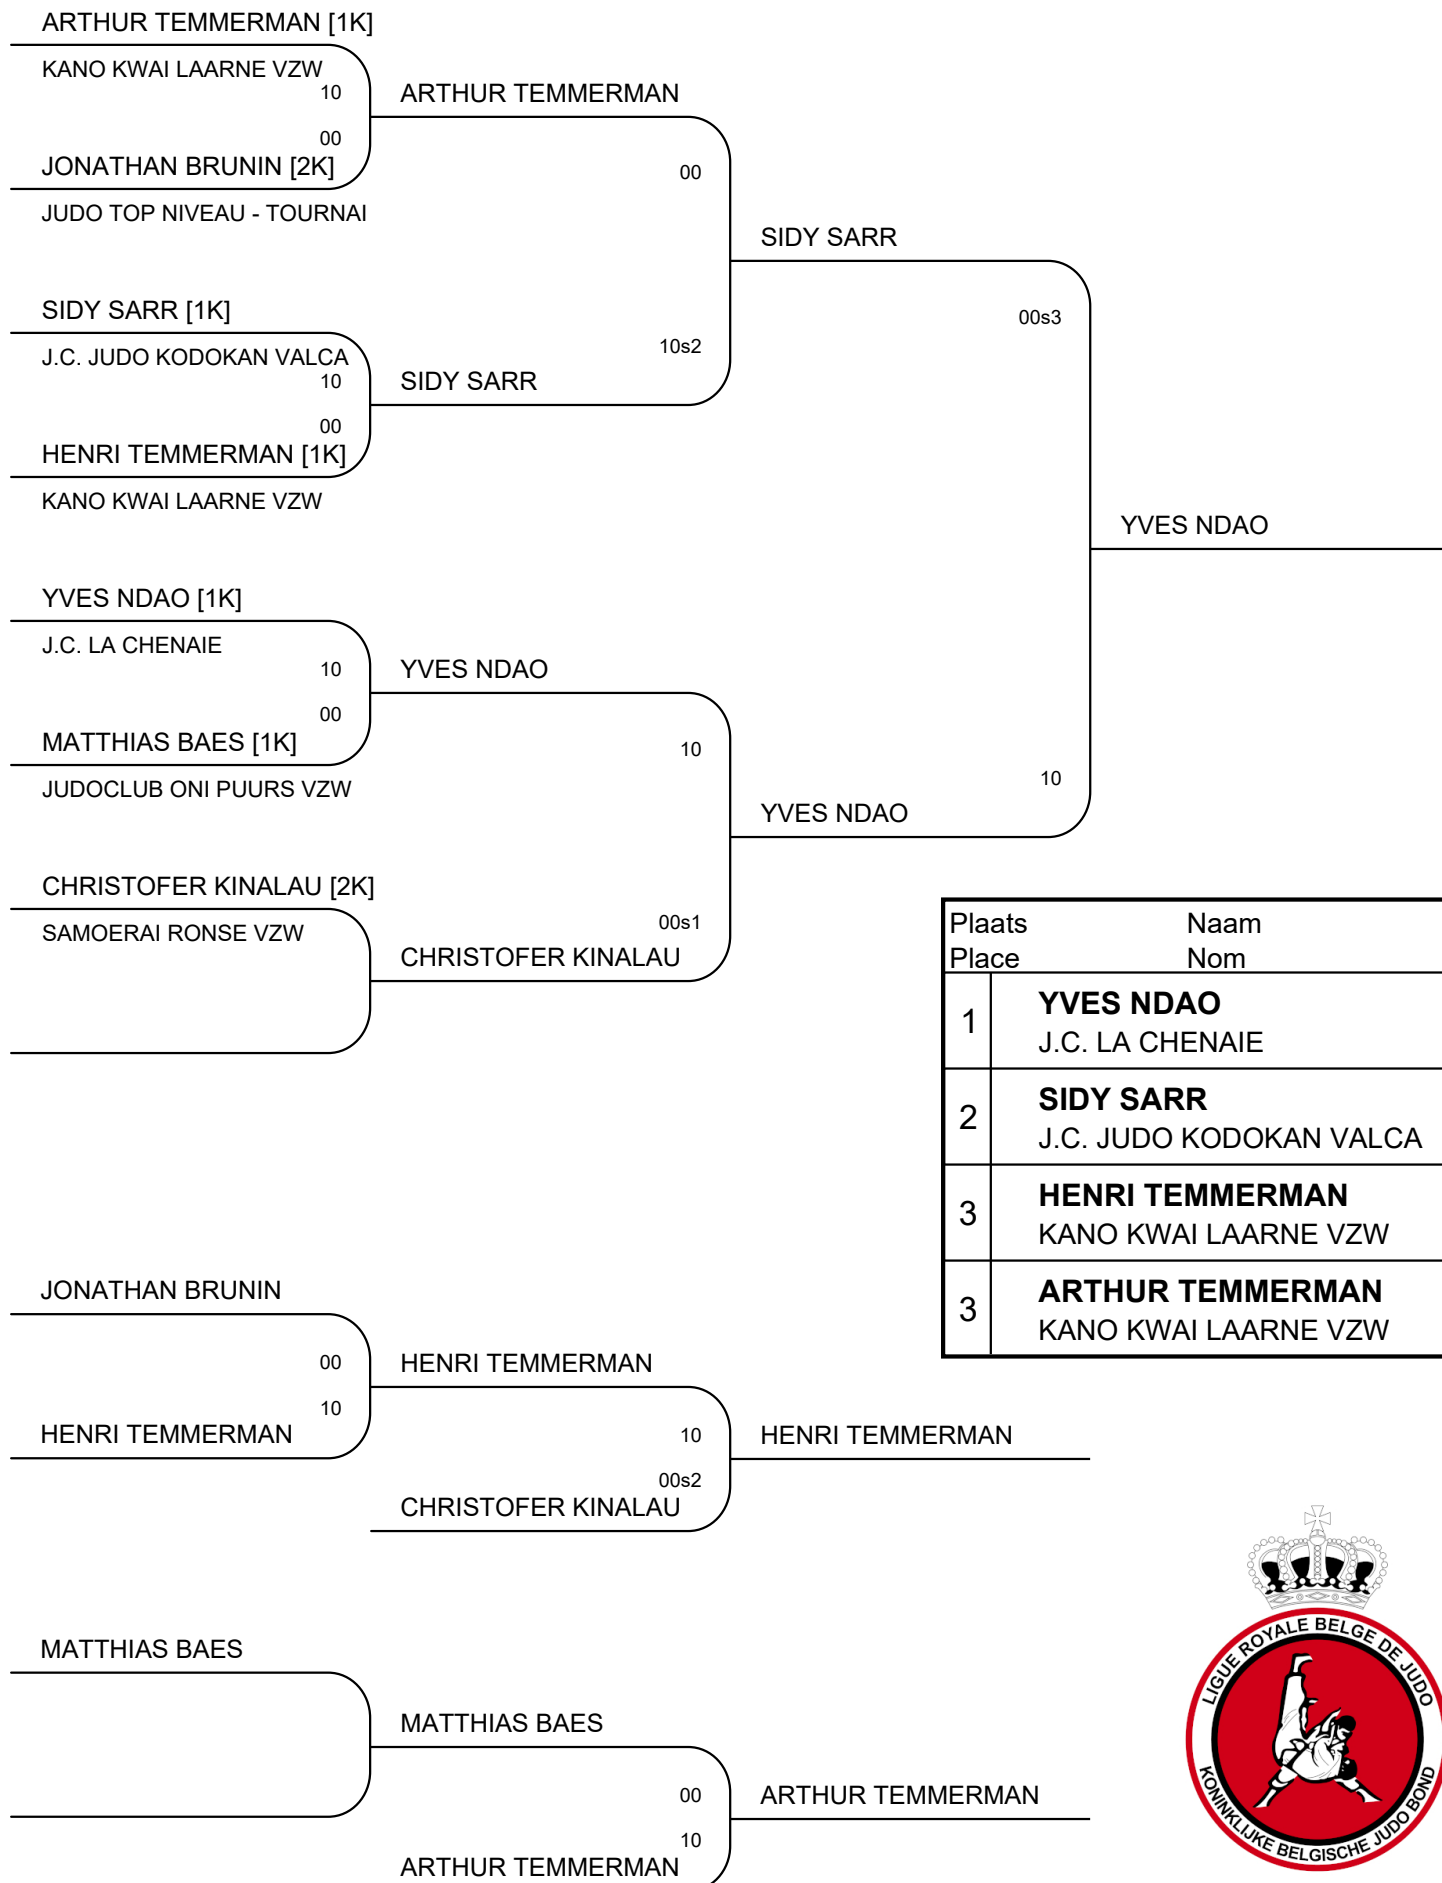 ARTHUR TEMMERMAN [1K]
KANO KWAI LAARNE VZW
10
ARTHUR TEMMERMAN
00
JONATHAN BRUNIN [2K]
00
JUDO TOP NIVEAU - TOURNAI
SIDY SARR
SIDY SARR [1K]
00s3
J.C. JUDO KODOKAN VALCA
10s2
10
SIDY SARR
00
HENRI TEMMERMAN [1K]
KANO KWAI LAARNE VZW
YVES NDAO
YVES NDAO [1K]
J.C. LA CHENAIE
10
YVES NDAO
00
MATTHIAS BAES [1K]
10
JUDOCLUB ONI PUURS VZW
10
YVES NDAO
CHRISTOFER KINALAU [2K]
SAMOERAI RONSE VZW
00s1
CHRISTOFER KINALAU
Plaats Naam
Place Nom
1 YVES NDAO
J.C. LA CHENAIE
2 SIDY SARR
J.C. JUDO KODOKAN VALCA
3 HENRI TEMMERMAN
KANO KWAI LAARNE VZW
3 ARTHUR TEMMERMAN
KANO KWAI LAARNE VZW
JONATHAN BRUNIN
00
HENRI TEMMERMAN
10
HENRI TEMMERMAN
10
HENRI TEMMERMAN
00s2
CHRISTOFER KINALAU
MATTHIAS BAES
MATTHIAS BAES
00
ARTHUR TEMMERMAN
10
ARTHUR TEMMERMAN
LIGUE ROYALE BELGE DE JUDO
KONINKLIJKE BELGISCHE JUDO BOND